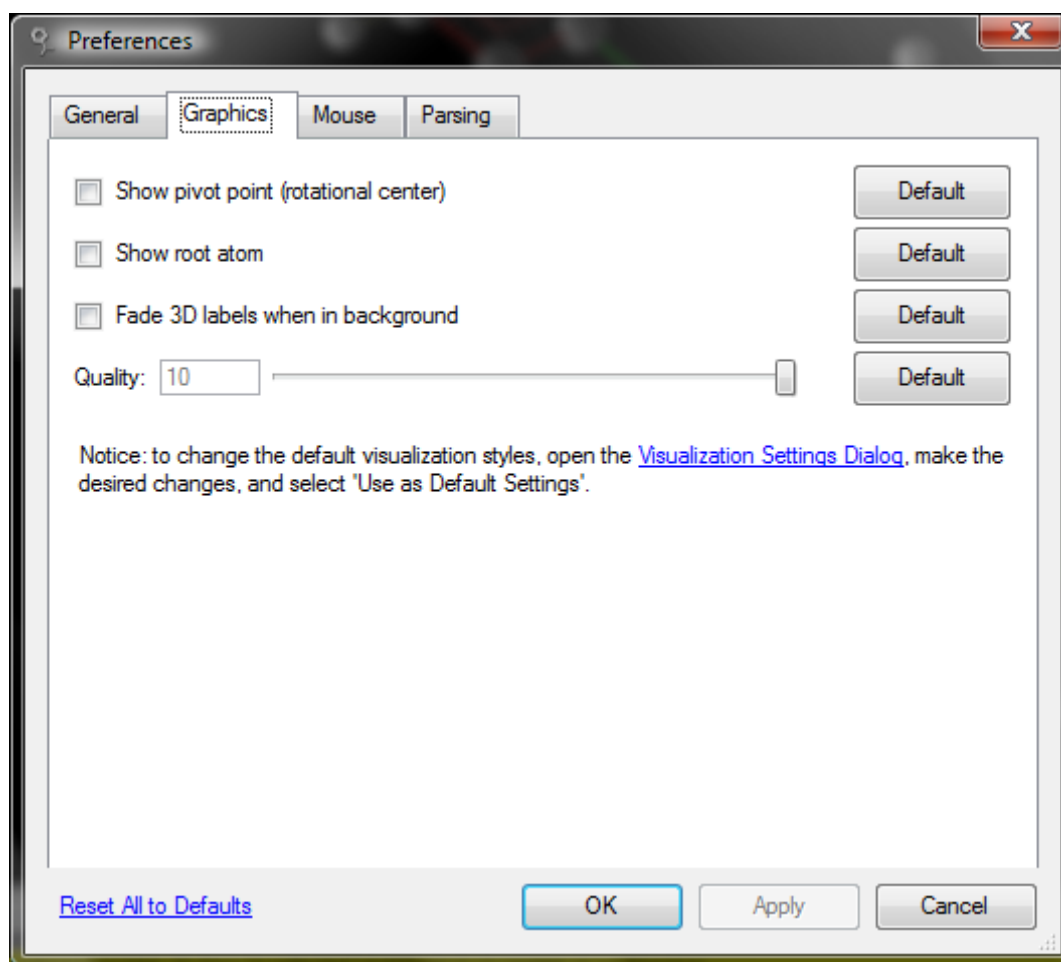 Preferences
General Graphics Mouse Parsing
Show pivot point (rotational center) Default
Show root atom Default
Fade 3D labels when in background Default
Quality: 10 Default
Notice: to change the default visualization styles, open the Visualization Settings Dialog, make the
desired changes, and select "Use as Default Settings".
Reset All to Defaults OK Apply Cancel